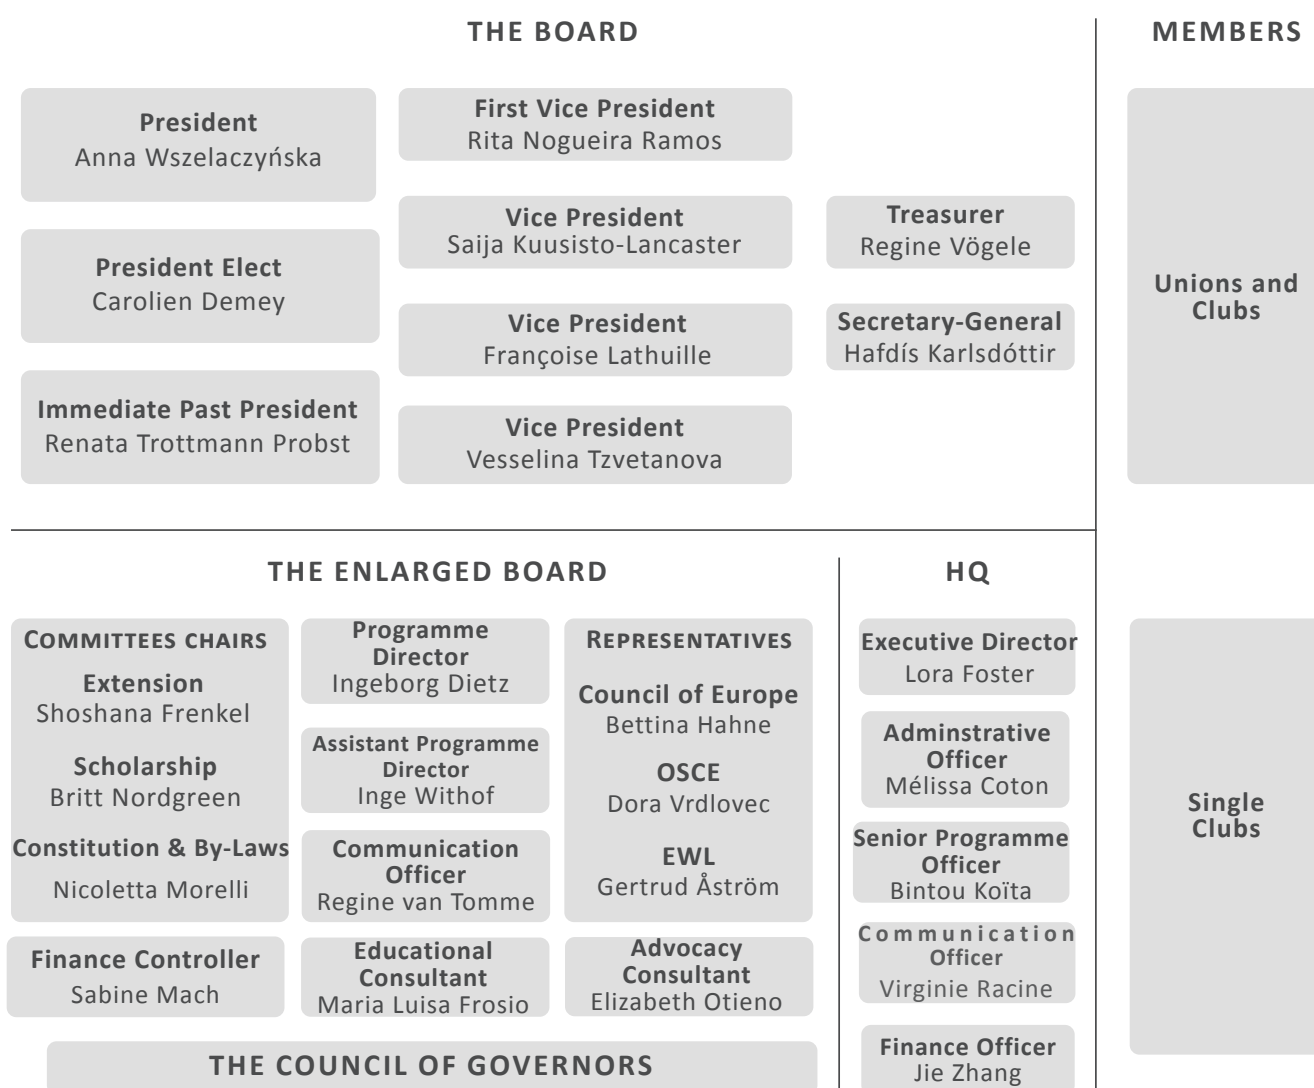 THE BOARD
President
Anna Wszelaczyńska
President Elect
Carolien Demey
Immediate Past President
Renata Trottmann Probst
First Vice President
Rita Nogueira Ramos
Vice President
Saija Kuusisto-Lancaster
Vice President
Françoise Lathuille
Vice President
Vesselina Tzvetanova
Treasurer
Regine Vögele
Secretary-General
Hafdís Karlsdóttir
MEMBERS
Unions and
Clubs
Single
Clubs
THE ENLARGED BOARD
COMMITTEES CHAIRS
Extension
Shoshana Frenkel
Scholarship
Britt Nordgreen
Constitution & By-Laws
Nicoletta Morelli
Finance Controller
Sabine Mach
Programme
Director
Ingeborg Dietz
Assistant Programme
Director
Inge Withof
Communication
Officer
Regine van Tomme
Educational
Consultant
Maria Luisa Frosio
REPRESENTATIVES
Council of Europe
Bettina Hahne
OSCE
Dora Vrdlovec
EWL
Gertrud Åström
Advocacy
Consultant
Elizabeth Otieno
THE COUNCIL OF GOVERNORS
HQ
Executive Director
Lora Foster
Adminstrative
Officer
Mélissa Coton
Senior Programme
Officer
Bintou Koïta
Communication
Officer
Virginie Racine
Finance Officer
Jie Zhang